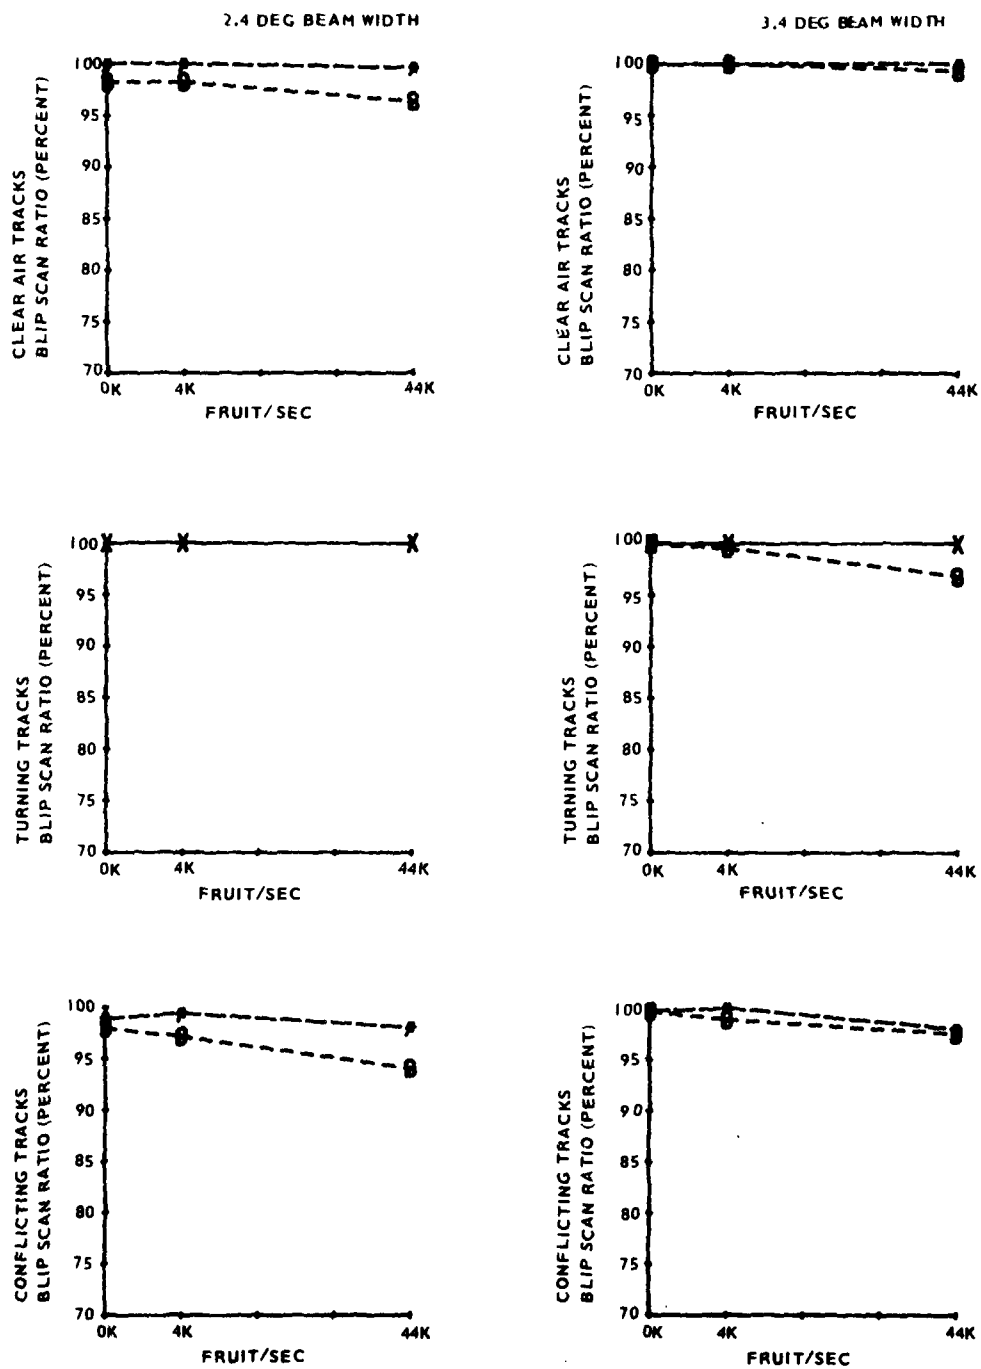 2.4 DEG BEAM WIDTH
3.4 DEG BEAM WIDTH
CLEAR AIR TRACKS
BLIP SCAN RATIO (PERCENT)
100
95
90
85
80
75
70
0K 4K 44K
FRUIT/SEC
A A A
B B B
CLEAR AIR TRACKS
BLIP SCAN RATIO (PERCENT)
100
95
90
85
80
75
70
0K 4K 44K
FRUIT/SEC
B B B
TURNING TRACKS
BLIP SCAN RATIO (PERCENT)
100
95
90
85
80
75
70
0K 4K 44K
FRUIT/SEC
X X X
TURNING TRACKS
BLIP SCAN RATIO (PERCENT)
100
95
90
85
80
75
70
0K 4K 44K
FRUIT/SEC
X X
B B B
CONFLICTING TRACKS
BLIP SCAN RATIO (PERCENT)
100
95
90
85
80
75
70
0K 4K 44K
FRUIT/SEC
A A A
B B B
CONFLICTING TRACKS
BLIP SCAN RATIO (PERCENT)
100
95
90
85
80
75
70
0K 4K 44K
FRUIT/SEC
B B B